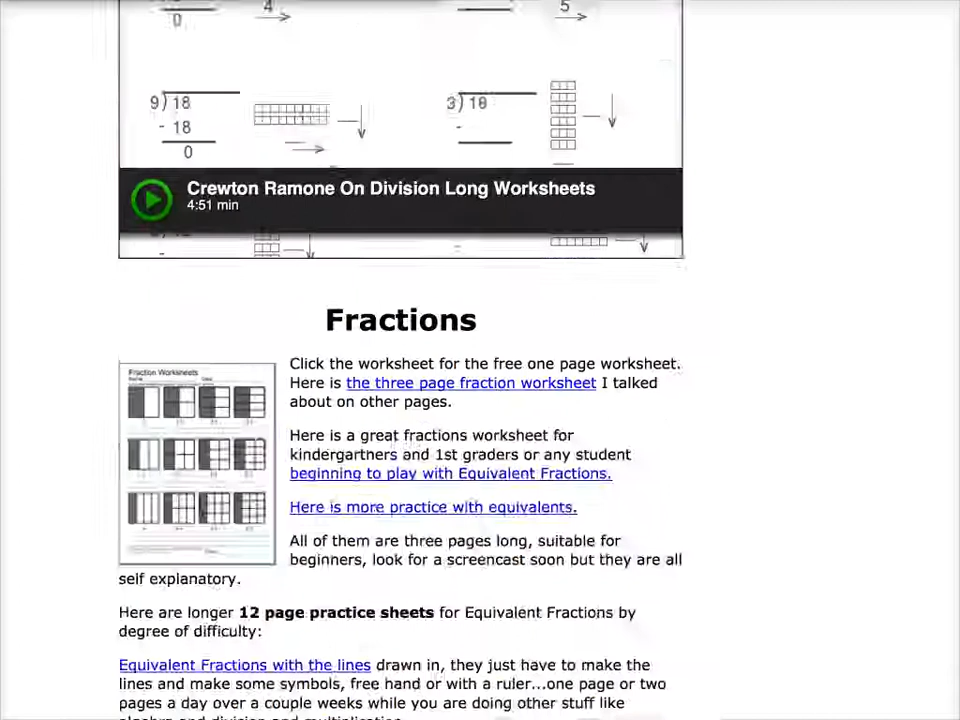 0
4
5
9) 18
- 18
0
3) 18
-
Crewton Ramone On Division Long Worksheets
4:51 min
-
Fractions
Fraction Worksheets
Click the worksheet for the free one page worksheet.
Here is the three page fraction worksheet I talked
about on other pages.
Here is a great fractions worksheet for
kindergartners and 1st graders or any student
beginning to play with Equivalent Fractions.
Here is more practice with equivalents.
All of them are three pages long, suitable for
beginners, look for a screencast soon but they are all
self explanatory.
Here are longer 12 page practice sheets for Equivalent Fractions by
degree of difficulty:
Equivalent Fractions with the lines drawn in, they just have to make the
lines and make some symbols, free hand or with a ruler...one page or two
pages a day over a couple weeks while you are doing other stuff like
algebra and division and multiplication